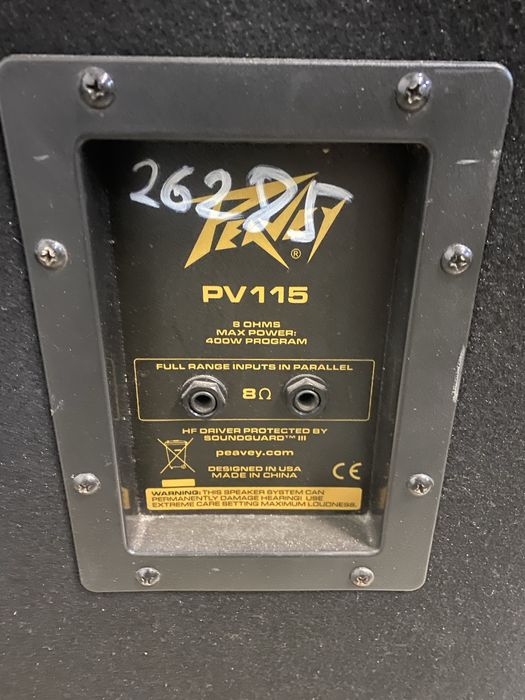 26285
PEAVEY®
PV115
8 OHMS
MAX POWER:
400W PROGRAM
FULL RANGE INPUTS IN PARALLEL
8Ω
HF DRIVER PROTECTED BY
SOUNDGUARD™ III
peavey.com
DESIGNED IN USA
MADE IN CHINA
CE
WARNING: THIS SPEAKER SYSTEM CAN
PERMANENTLY DAMAGE HEARING! USE
EXTREME CARE SETTING MAXIMUM LOUDNESS.